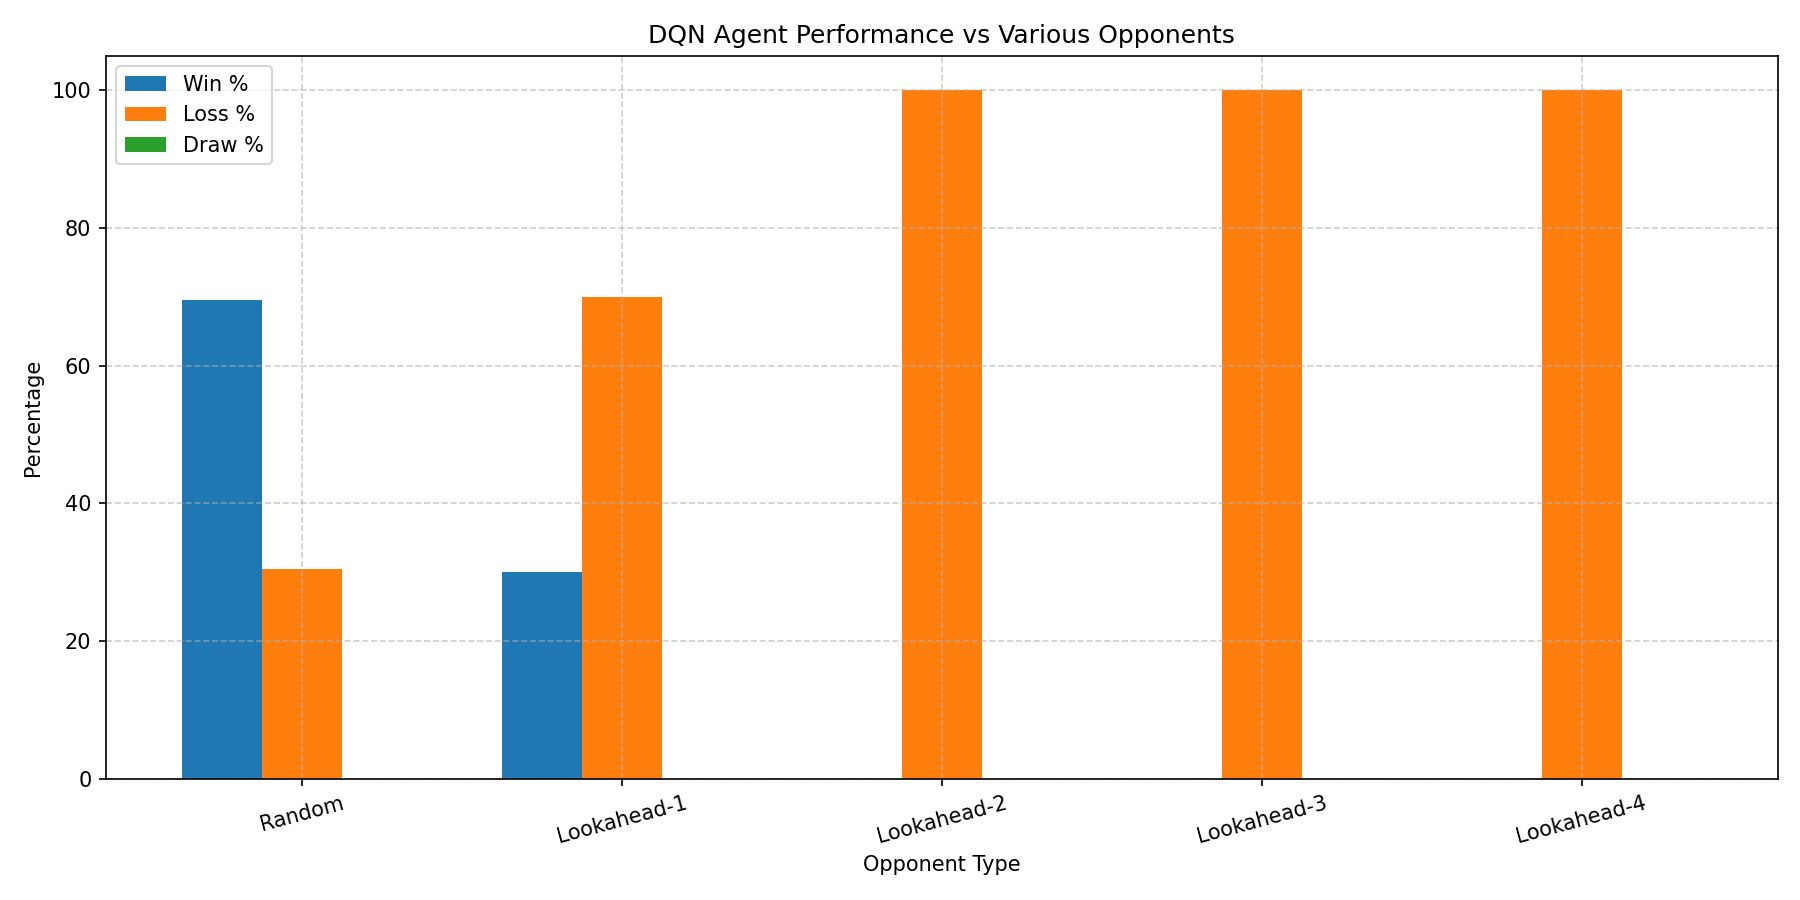 DQN Agent Performance vs Various Opponents
Win %
Loss %
Draw %
100
80
60
40
20
0
Percentage
Random
Lookahead-1
Lookahead-2
Lookahead-3
Lookahead-4
Opponent Type